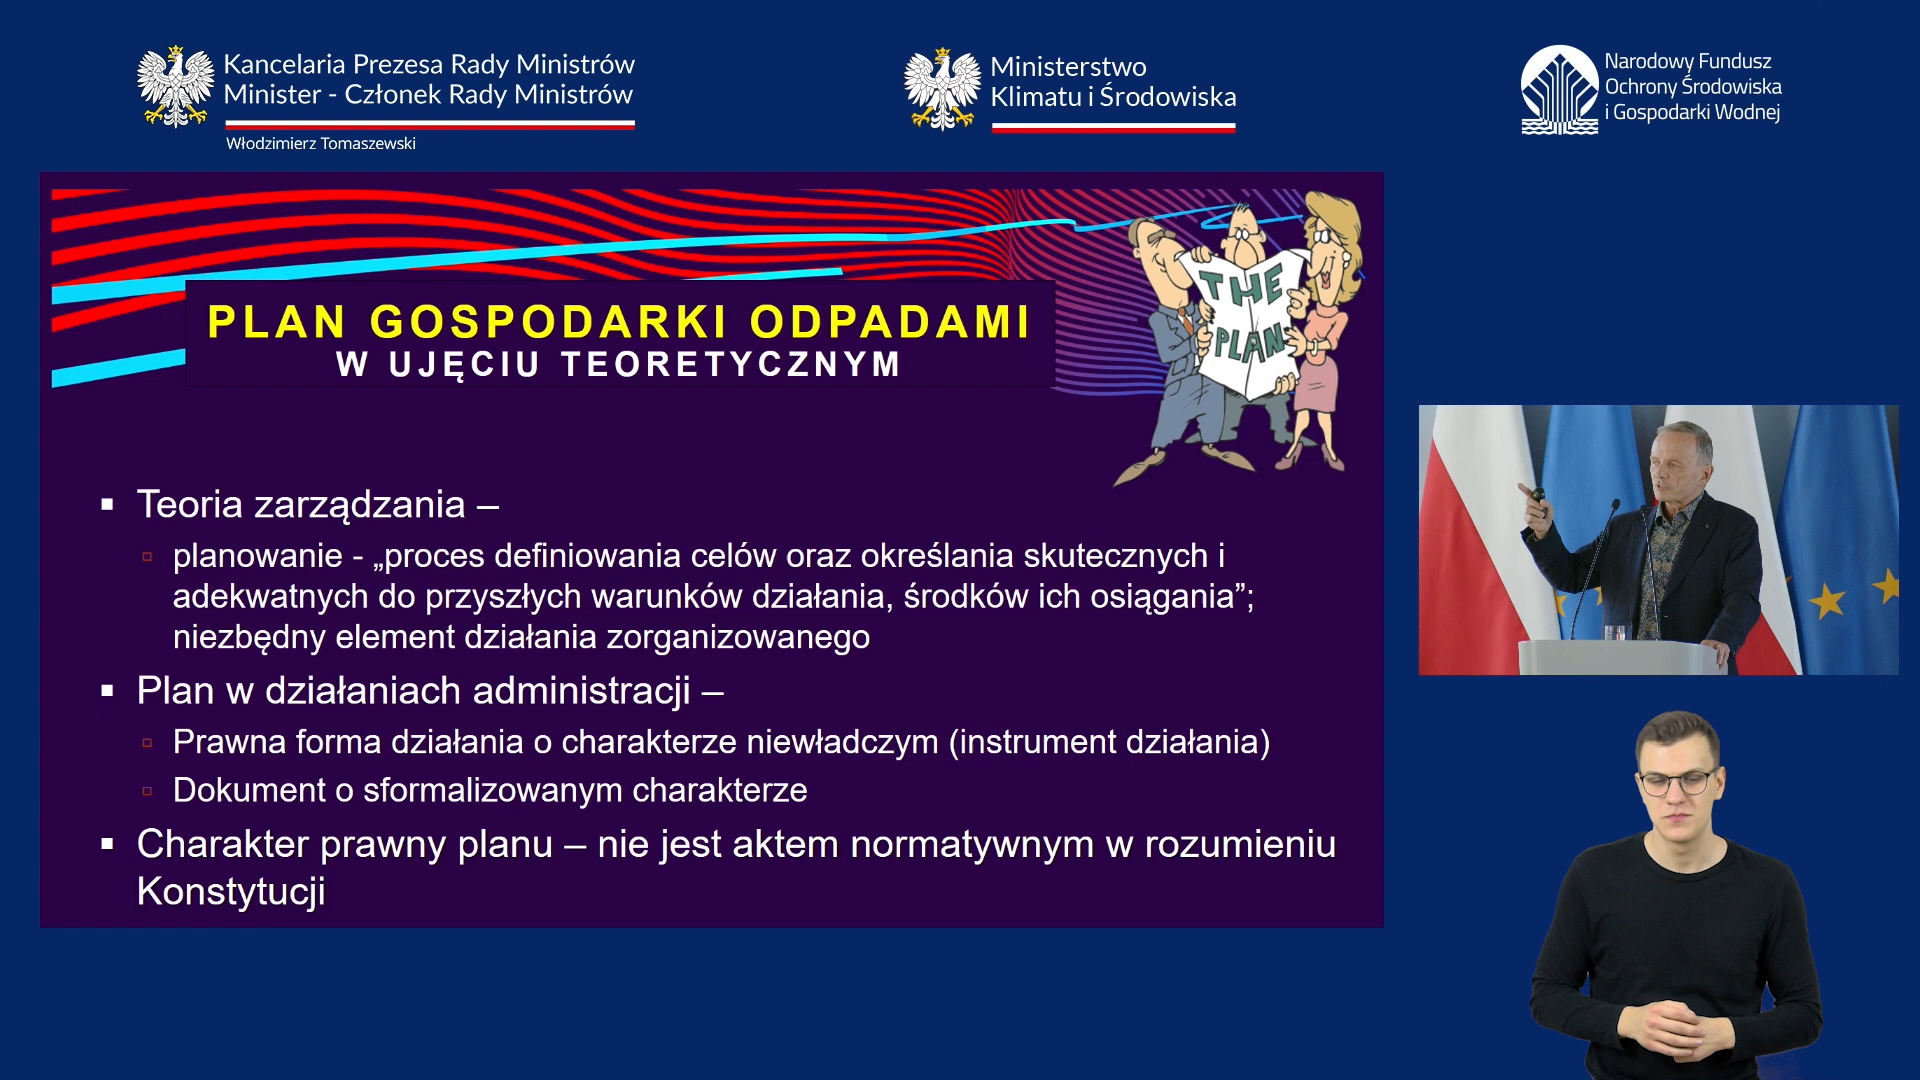 Kancelaria Prezesa Rady Ministrów
Minister - Członek Rady Ministrów
Włodzimierz Tomaszewski
Ministerstwo
Klimatu i Środowiska
Narodowy Fundusz
Ochrony Środowiska
i Gospodarki Wodnej
PLAN GOSPODARKI ODPADAMI
W UJĘCIU TEORETYCZNYM
THE
PLAN
▪ Teoria zarządzania –
▫ planowanie - „proces definiowania celów oraz określania skutecznych i
adekwatnych do przyszłych warunków działania, środków ich osiągania”;
niezbędny element działania zorganizowanego
▪ Plan w działaniach administracji –
▫ Prawna forma działania o charakterze niewładczym (instrument działania)
▫ Dokument o sformalizowanym charakterze
▪ Charakter prawny planu – nie jest aktem normatywnym w rozumieniu
Konstytucji